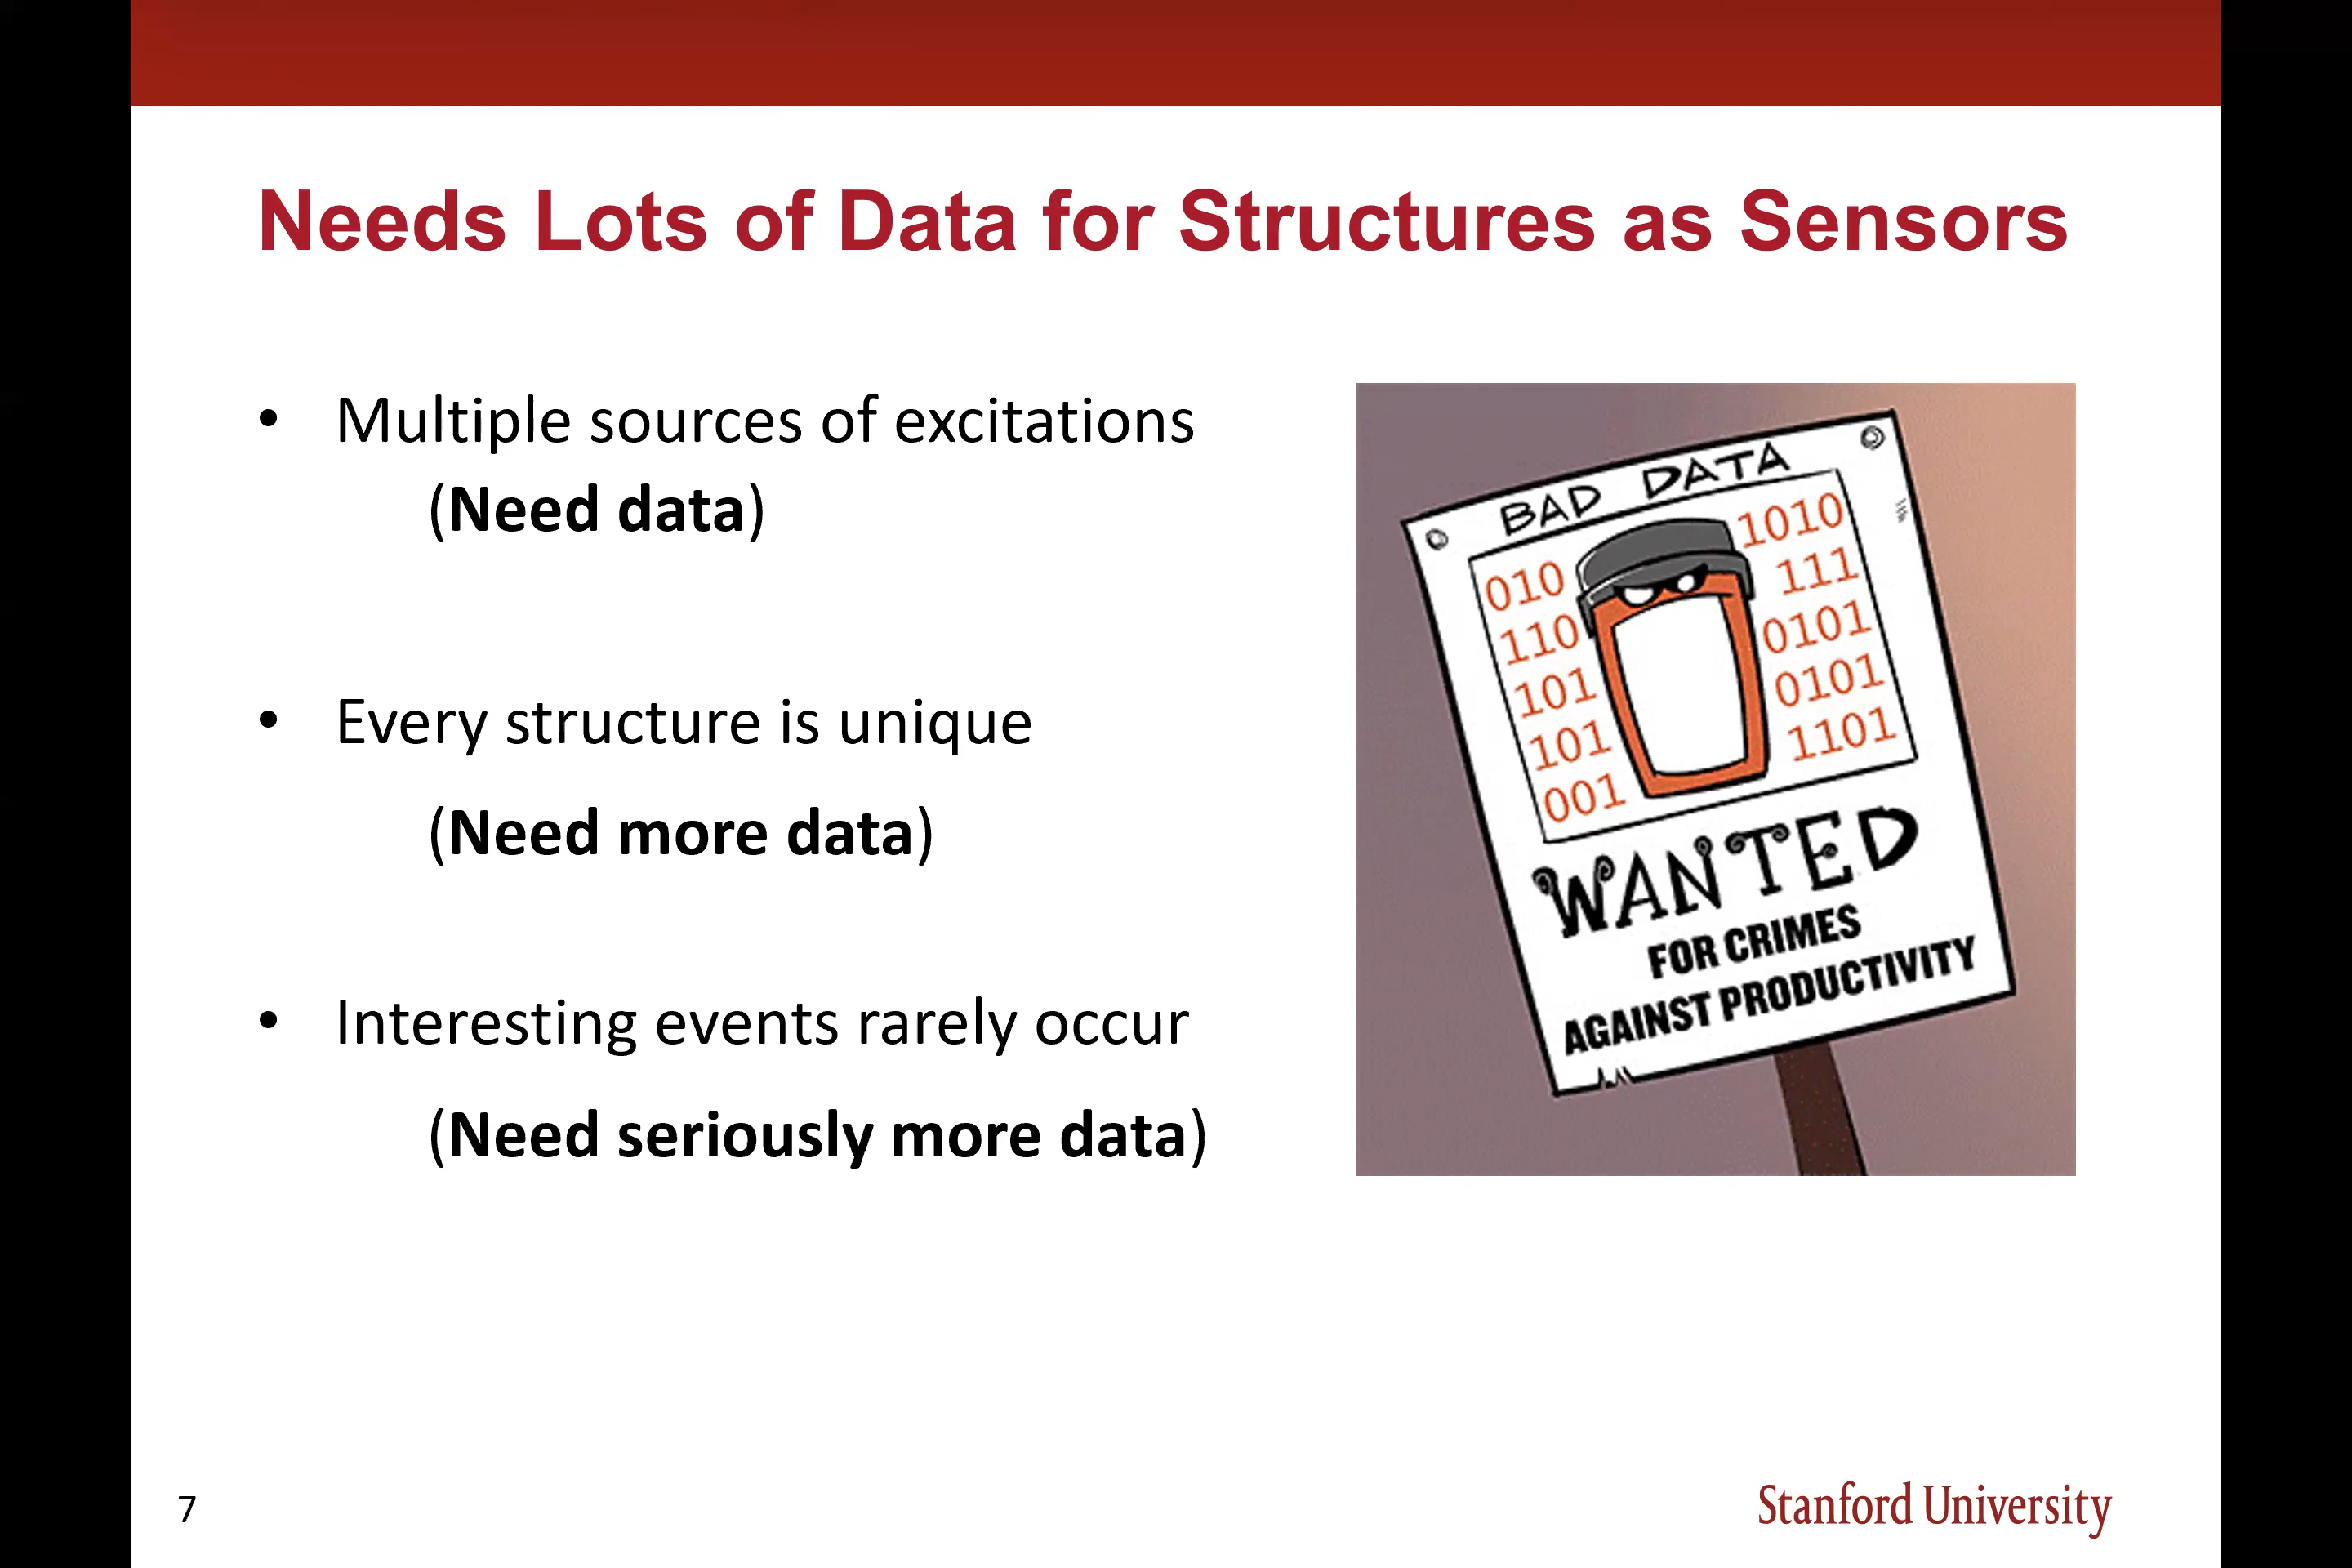 Needs Lots of Data for Structures as Sensors
• Multiple sources of excitations
(Need data)
• Every structure is unique
(Need more data)
• Interesting events rarely occur
(Need seriously more data)
BAD DATA
010 1010
110 111
101 0101
101 0101
001 1101
WANTED
FOR CRIMES
AGAINST PRODUCTIVITY
7
Stanford University